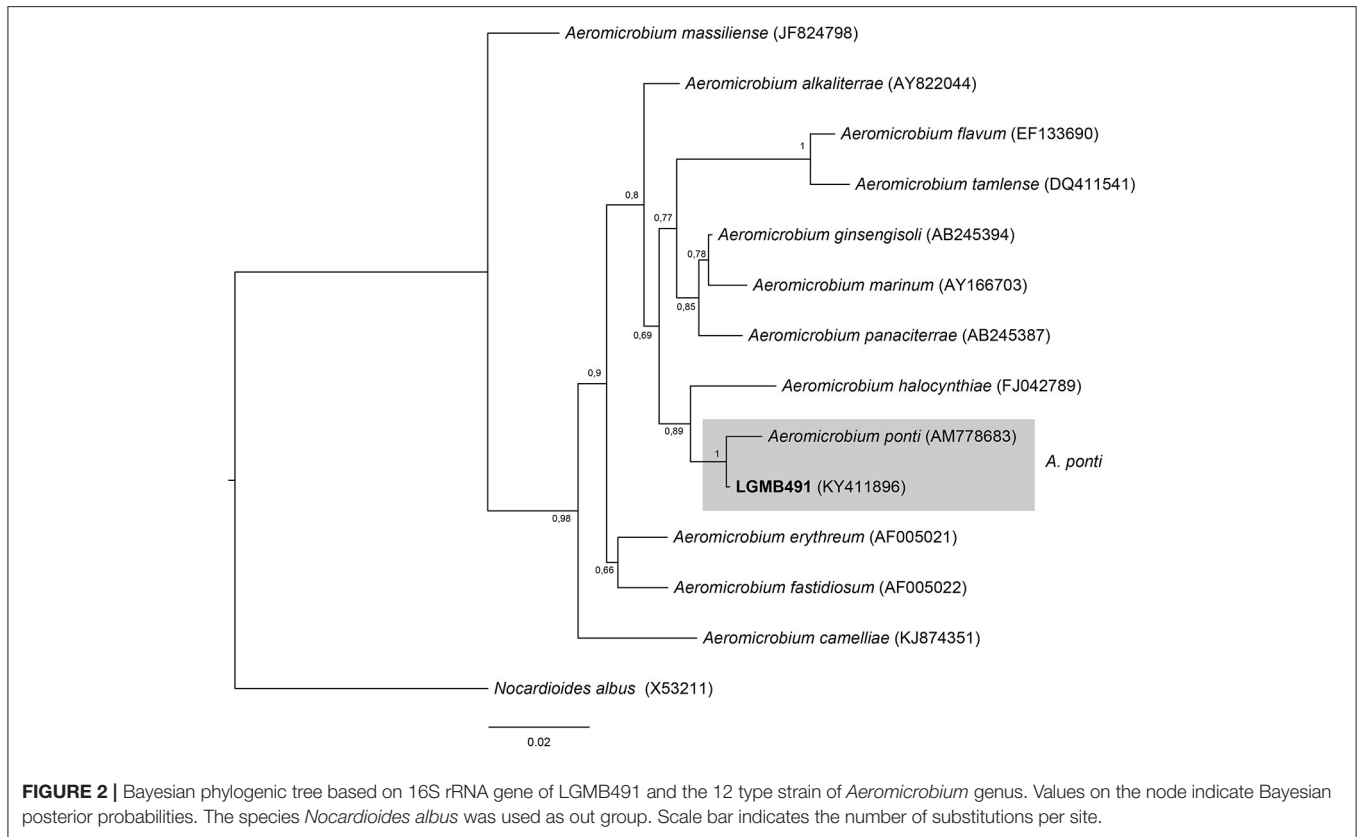 Aeromicrobium massiliense (JF824798)
Aeromicrobium alkaliterrae (AY822044)
Aeromicrobium flavum (EF133690)
1
Aeromicrobium tamlense (DQ411541)
0,8
0,77
Aeromicrobium ginsengisoli (AB245394)
0,78
Aeromicrobium marinum (AY166703)
0,85
0,69
Aeromicrobium panaciterrae (AB245387)
0,9
Aeromicrobium halocynthiae (FJ042789)
0,89
Aeromicrobium ponti (AM778683)
1
A. ponti
LGMB491 (KY411896)
0,98
Aeromicrobium erythreum (AF005021)
0,66
Aeromicrobium fastidiosum (AF005022)
Aeromicrobium camelliae (KJ874351)
Nocardioides albus (X53211)
0.02
FIGURE 2 | Bayesian phylogenic tree based on 16S rRNA gene of LGMB491 and the 12 type strain of Aeromicrobium genus. Values on the node indicate Bayesian
posterior probabilities. The species Nocardioides albus was used as out group. Scale bar indicates the number of substitutions per site.